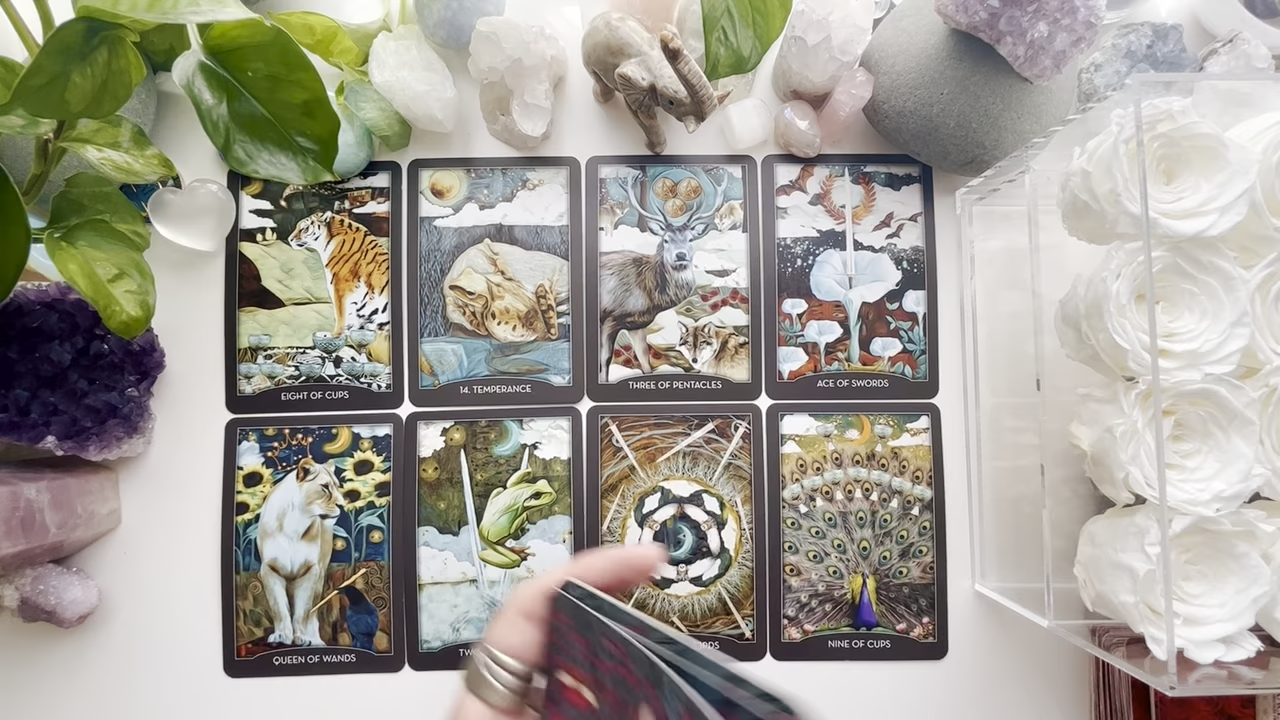 EIGHT OF CUPS
14. TEMPERANCE
THREE OF PENTACLES
ACE OF SWORDS
QUEEN OF WANDS
NINE OF CUPS